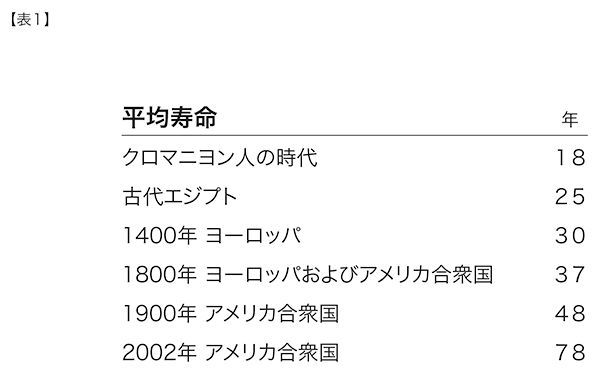 【表1】
平均寿命 年
クロマニヨン人の時代 18
古代エジプト 25
1400年 ヨーロッパ 30
1800年 ヨーロッパおよびアメリカ合衆国 37
1900年 アメリカ合衆国 48
2002年 アメリカ合衆国 78